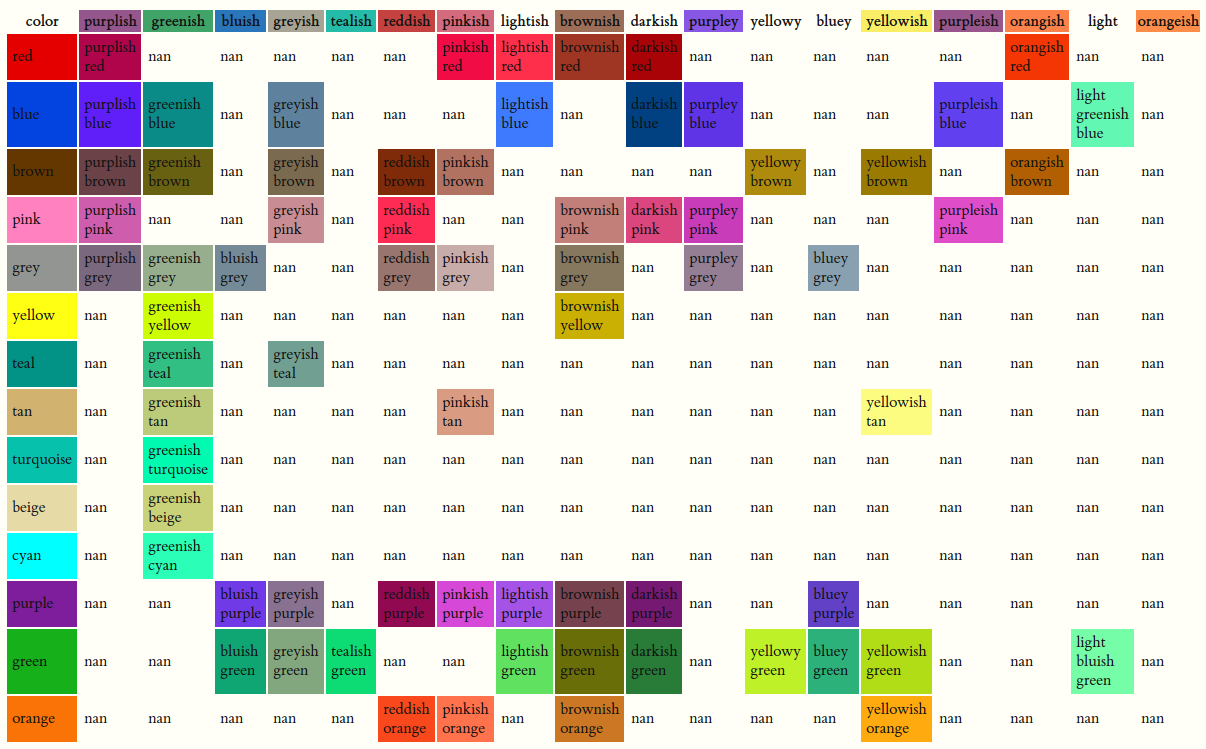 color purplish greenish bluish greyish tealish reddish pinkish lightish brownish darkish purpley yellowy bluey yellowish purpleish orangish light orangeish
red purplish red nan nan nan nan nan pinkish red lightish red brownish red darkish red nan nan nan nan nan orangish red nan nan
blue purplish blue greenish blue nan greyish blue nan nan nan lightish blue nan darkish blue purpley blue nan nan nan purpleish blue nan light greenish blue nan
brown purplish brown greenish brown nan greyish brown nan reddish brown pinkish brown nan nan nan nan yellowy brown nan yellowish brown nan orangish brown nan nan
pink purplish pink nan nan greyish pink nan reddish pink nan nan brownish pink darkish pink purpley pink nan nan nan purpleish pink nan nan nan
grey purplish grey greenish grey bluish grey nan nan reddish grey pinkish grey nan brownish grey nan purpley grey nan bluey grey nan nan nan nan nan
yellow nan greenish yellow nan nan nan nan nan nan brownish yellow nan nan nan nan nan nan nan nan nan
teal nan greenish teal nan greyish teal nan nan nan nan nan nan nan nan nan nan nan nan nan nan
tan nan greenish tan nan nan nan nan pinkish tan nan nan nan nan nan nan yellowish tan nan nan nan nan
turquoise nan greenish turquoise nan nan nan nan nan nan nan nan nan nan nan nan nan nan nan nan
beige nan greenish beige nan nan nan nan nan nan nan nan nan nan nan nan nan nan nan nan
cyan nan greenish cyan nan nan nan nan nan nan nan nan nan nan nan nan nan nan nan nan
purple nan nan bluish purple greyish purple nan reddish purple pinkish purple lightish purple brownish purple darkish purple nan nan bluey purple nan nan nan nan nan
green nan nan bluish green greyish green tealish green nan nan lightish green brownish green darkish green nan yellowy green bluey green yellowish green nan nan light bluish green nan
orange nan nan nan nan nan reddish orange pinkish orange nan brownish orange nan nan nan nan yellowish orange nan nan nan nan